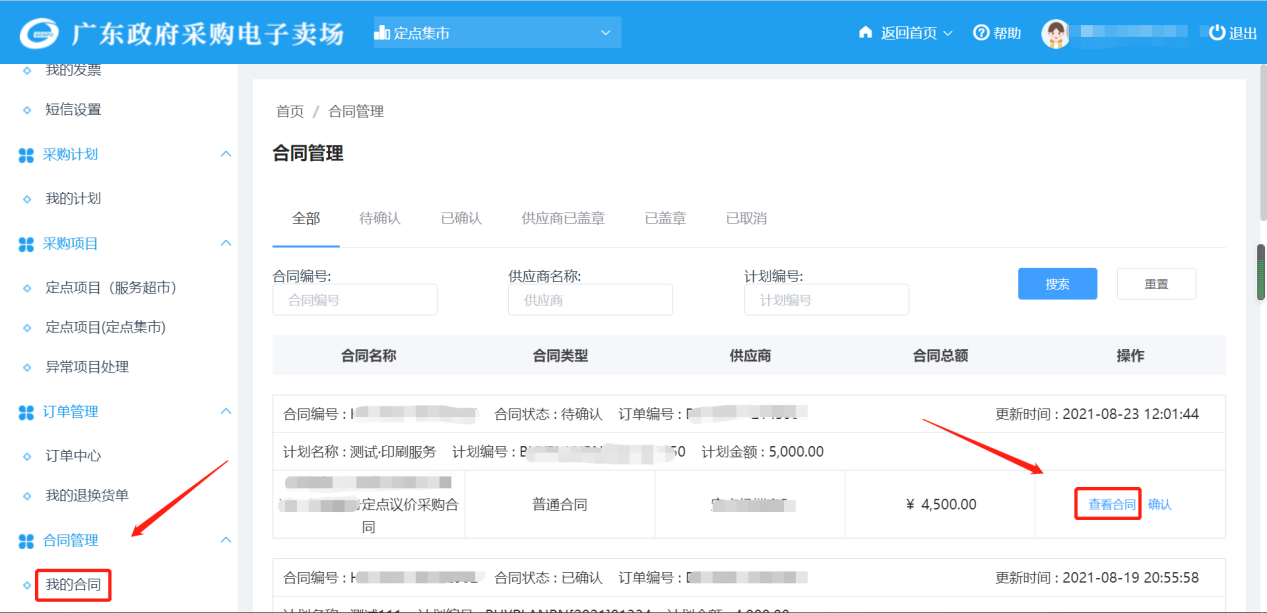 广东政府采购电子卖场
定点集市
返回首页
帮助
退出
我的发票
短信设置
采购计划
我的计划
采购项目
定点项目（服务超市）
定点项目(定点集市)
异常项目处理
订单管理
订单中心
我的退换货单
合同管理
我的合同
首页 / 合同管理
合同管理
全部 待确认 已确认 供应商已盖章 已盖章 已取消
合同编号: 供应商名称: 计划编号:
合同编号 供应商 计划编号 搜索 重置
合同名称 合同类型 供应商 合同总额 操作
合同编号 : 合同状态 : 待确认 订单编号 : 更新时间 : 2021-08-23 12:01:44
计划名称 : 测试·印刷服务 计划编号 : 计划金额 : 5,000.00
定点议价采购合同 普通合同 ¥ 4,500.00 查看合同 确认
合同编号 : 合同状态 : 已确认 订单编号 : 更新时间 : 2021-08-19 20:55:58